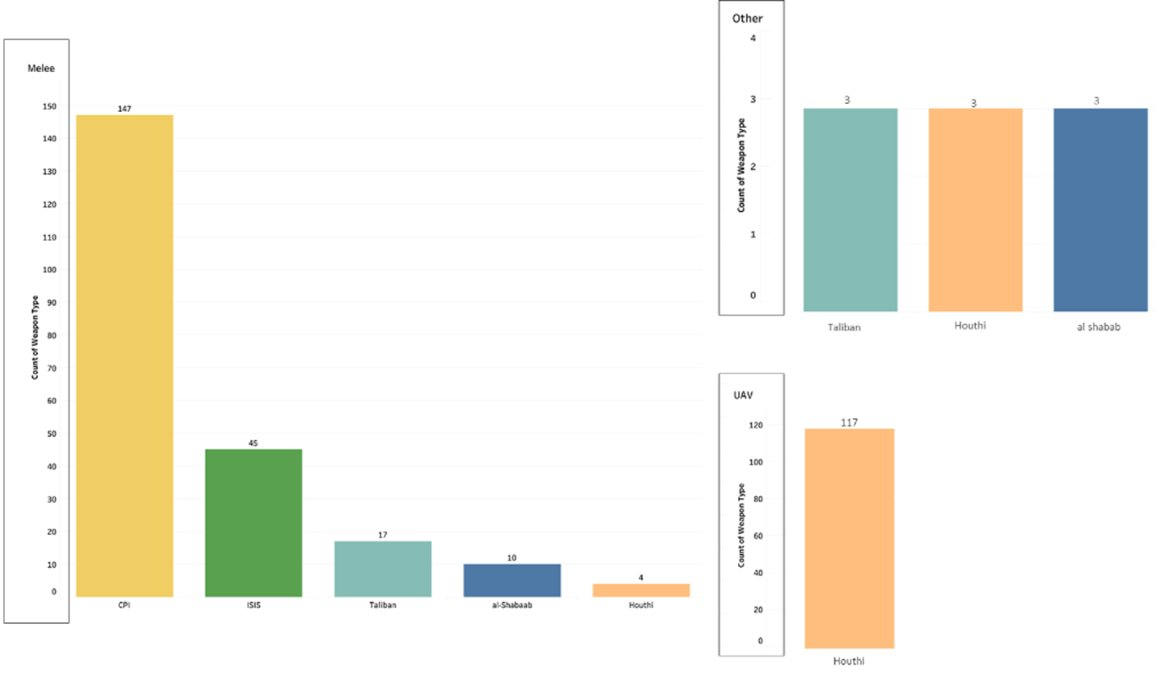 Melee
Count of Weapon Type
150
140
130
120
110
100
90
80
70
60
50
40
30
20
10
0
147
45
17
10
4
CPI
ISIS
Taliban
al-Shabaab
Houthi
Other
Count of Weapon Type
4
3
2
1
0
3
3
3
Taliban
Houthi
al shabab
UAV
Count of Weapon Type
120
100
80
60
40
20
0
117
Houthi